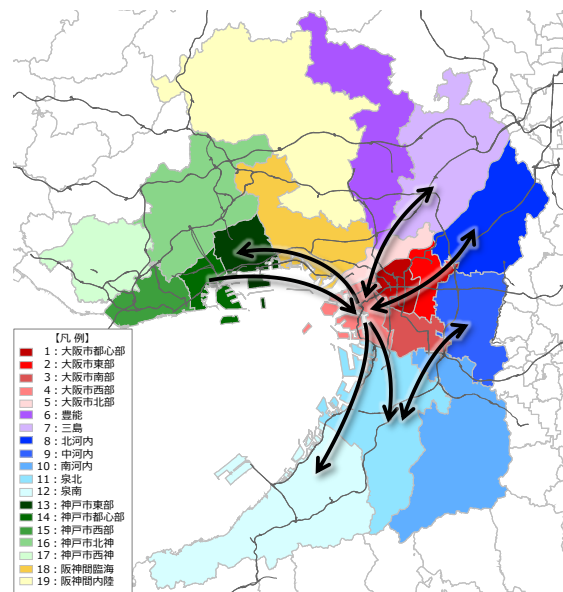 【凡 例】
1：大阪市都心部
2：大阪市東部
3：大阪市南部
4：大阪市西部
5：大阪市北部
6：豊能
7：三島
8：北河内
9：中河内
10：南河内
11：泉北
12：泉南
13：神戸市東部
14：神戸市都心部
15：神戸市西部
16：神戸市北神
17：神戸市西神
18：阪神間臨海
19：阪神間内陸